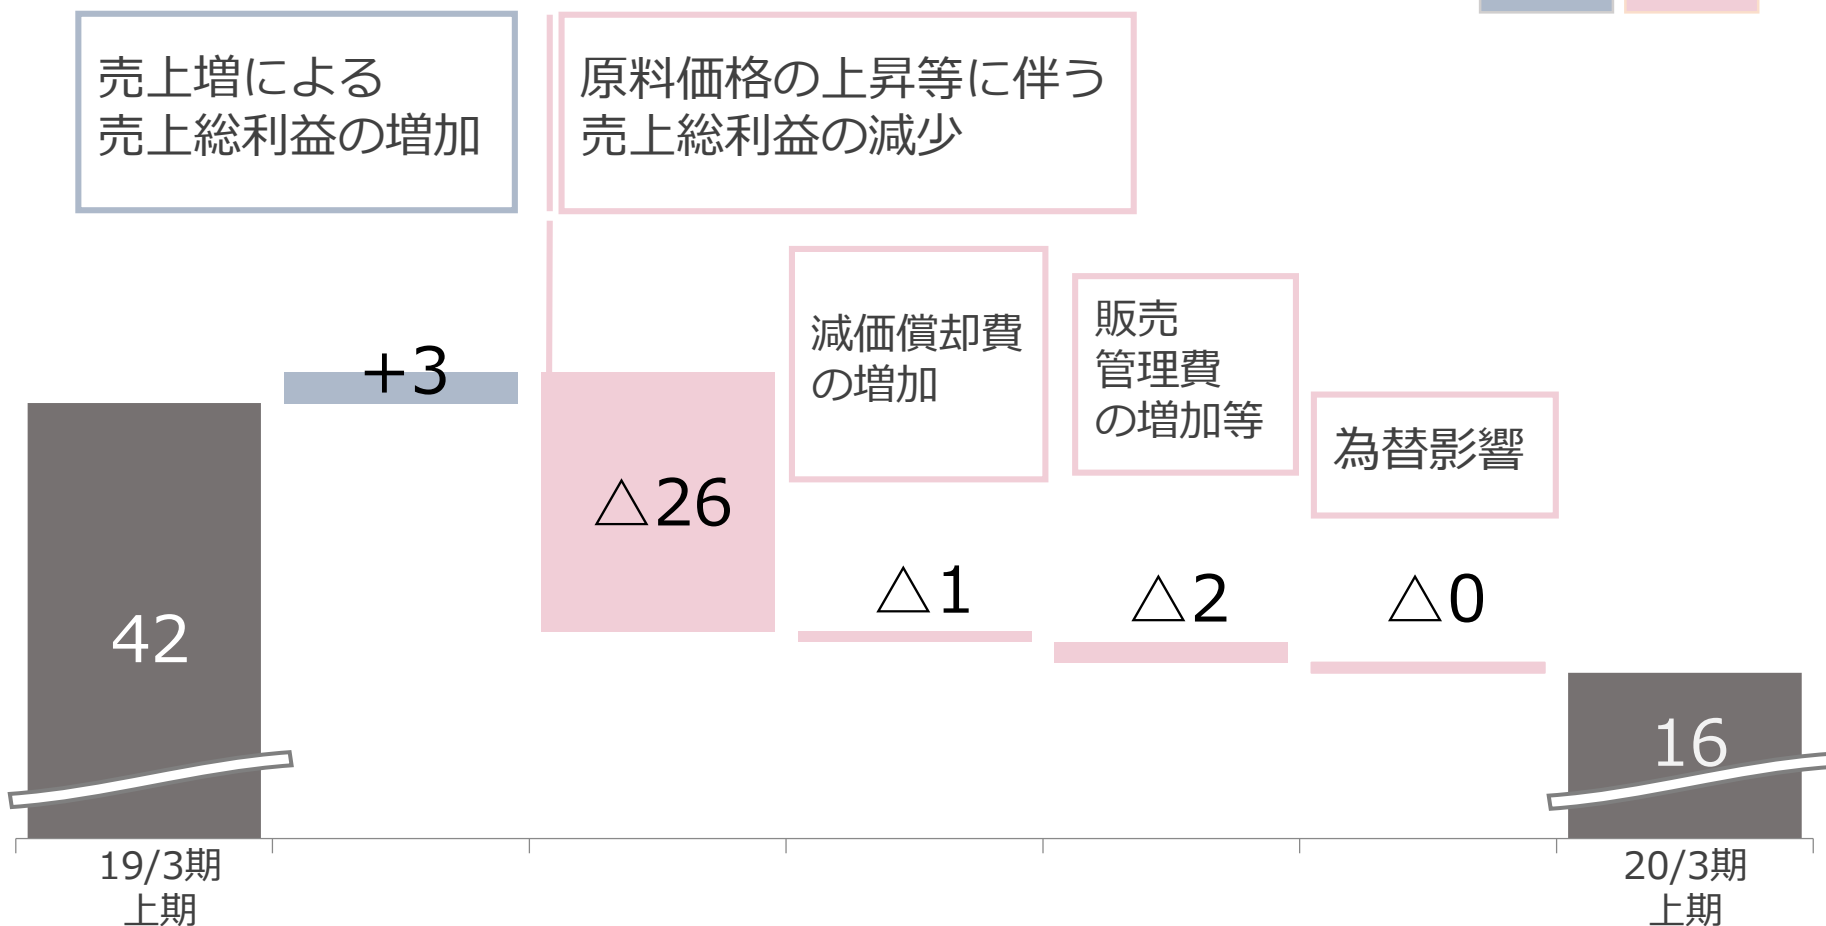 売上増による
売上総利益の増加
原料価格の上昇等に伴う
売上総利益の減少
減価償却費
の増加
販売
管理費
の増加等
為替影響
+3
△26
△1
△2
△0
42
16
19/3期
上期
20/3期
上期